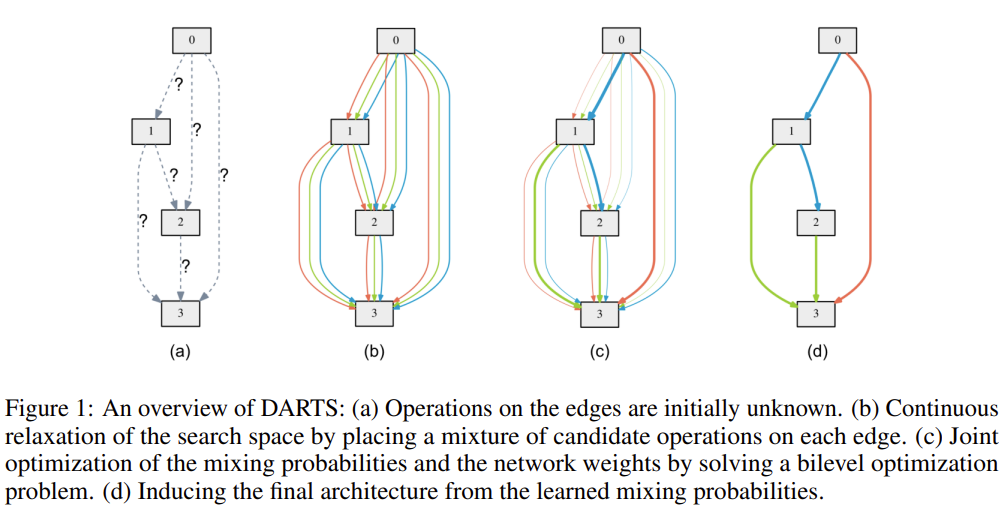 0
0
0
0
?
1
?
1
1
1
?
?
?
2
2
2
2
?
3
3
3
3
(a)
(b)
(c)
(d)
Figure 1: An overview of DARTS: (a) Operations on the edges are initially unknown. (b) Continuous
relaxation of the search space by placing a mixture of candidate operations on each edge. (c) Joint
optimization of the mixing probabilities and the network weights by solving a bilevel optimization
problem. (d) Inducing the final architecture from the learned mixing probabilities.